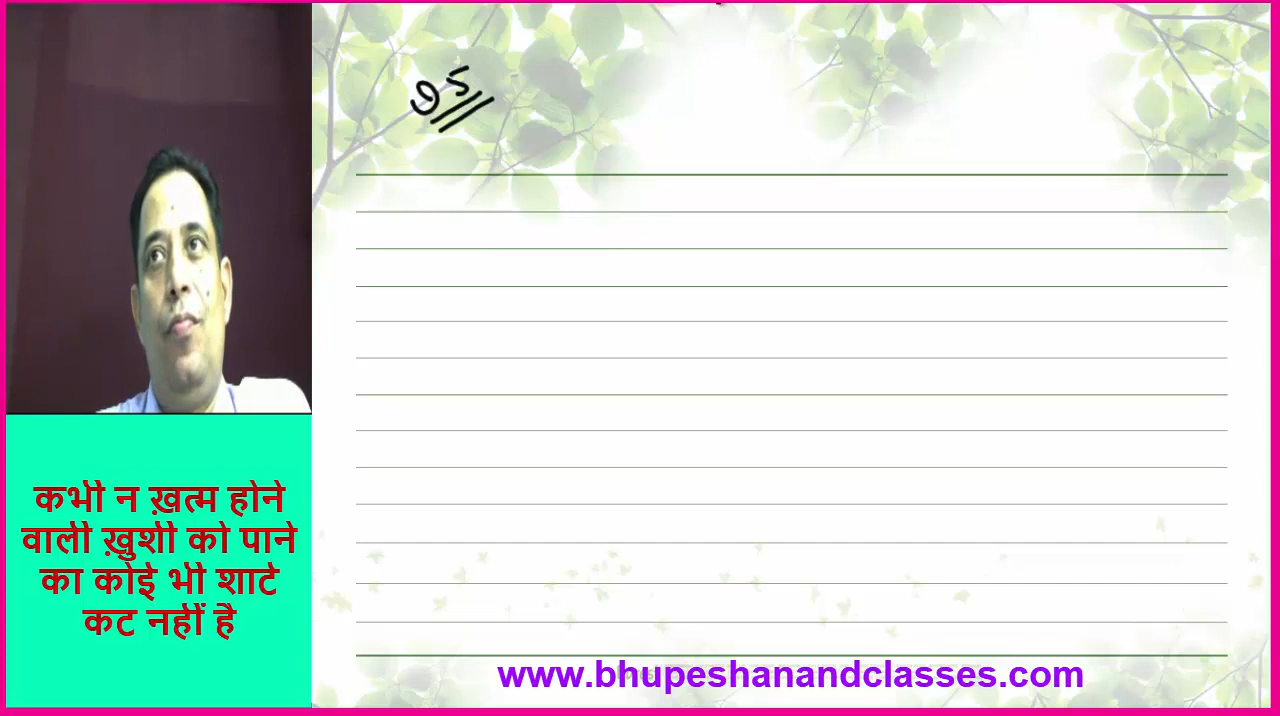 कभी न ख़त्म होने
वाली ख़ुशी को पाने
का कोई भी शार्ट
कट नहीं है
www.bhupeshanandclasses.com